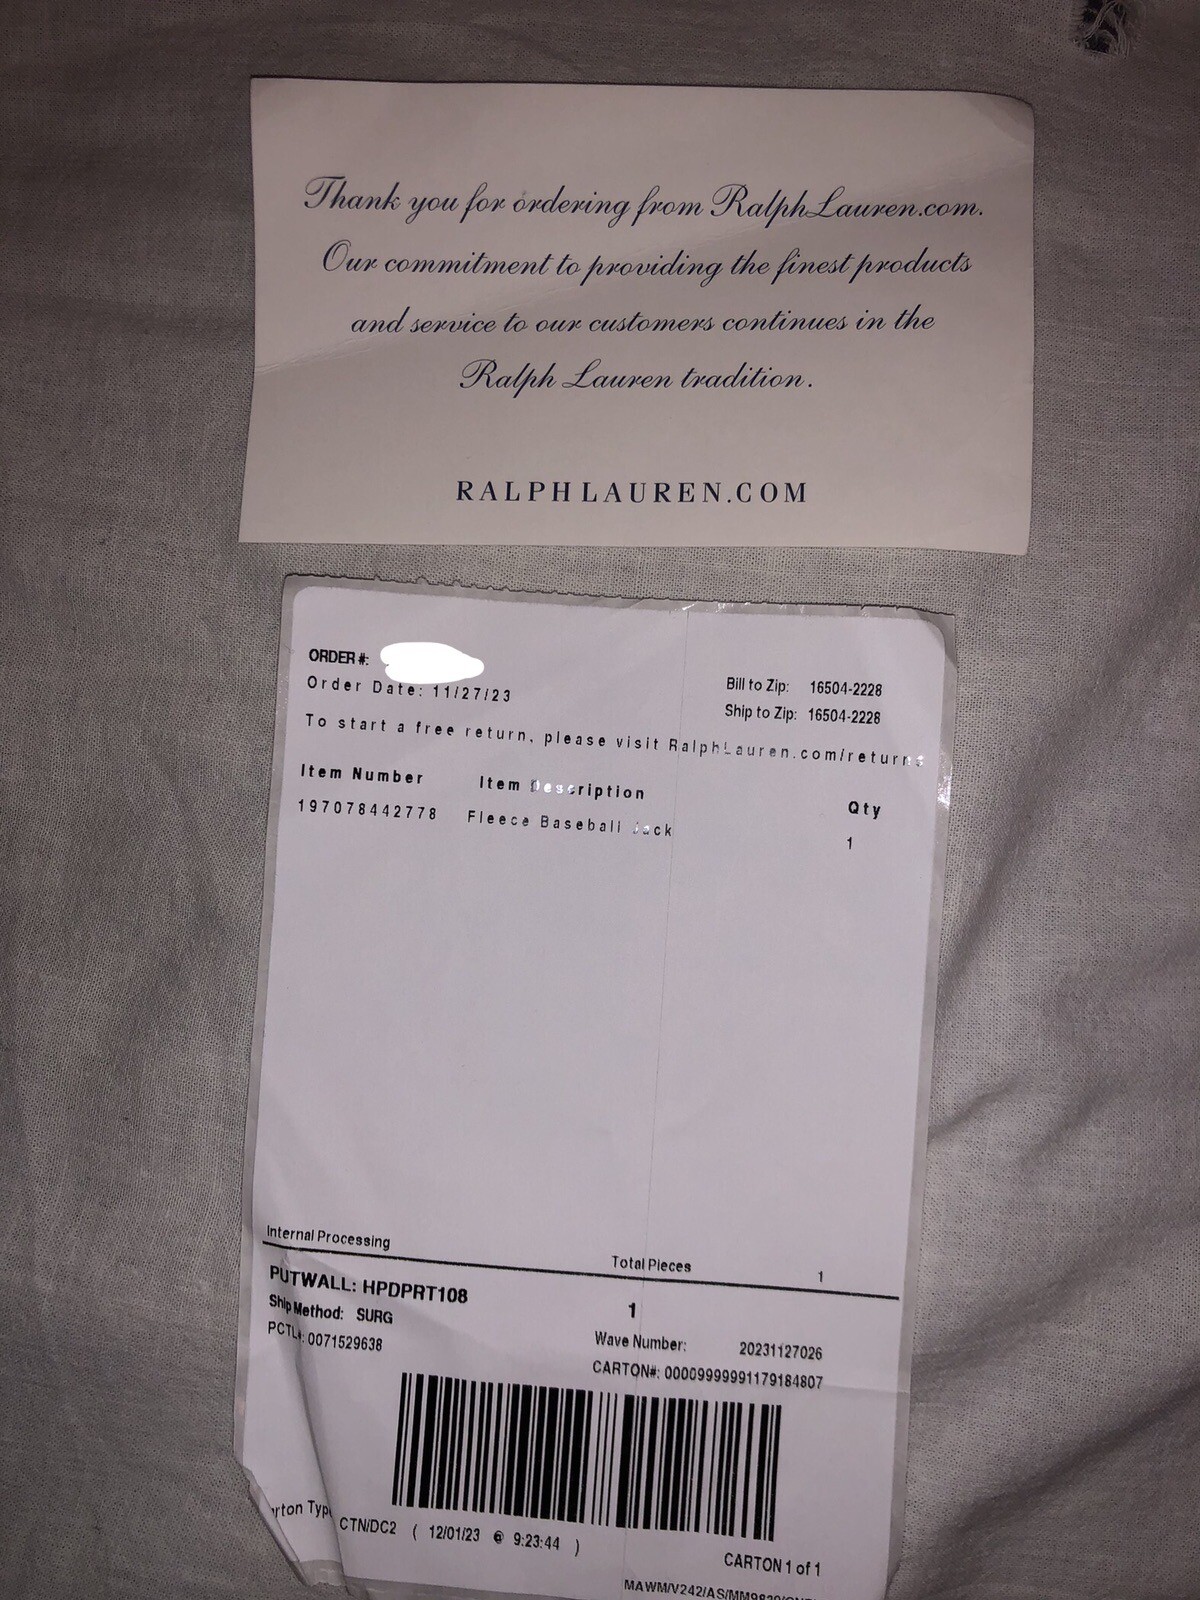 Thank you for ordering from RalphLauren.com.
Our commitment to providing the finest products
and service to our customers continues in the
Ralph Lauren tradition.
RALPHLAUREN.COM
ORDER #:
Order Date: 11/27/23
Bill to Zip: 16504-2228
Ship to Zip: 16504-2228
To start a free return, please visit RalphLauren.com/returns
Item Number Item Description Qty
197078442778 Fleece Baseball Jack 1
Internal Processing
Total Pieces 1
PUTWALL: HPDPRT108
1
Ship Method: SURG
Wave Number: 20231127026
PCTL#: 0071529638
CARTON#: 00009999991179184807
CTN/DC2 ( 12/01/23 @ 9:23:44 )
CARTON 1 of 1